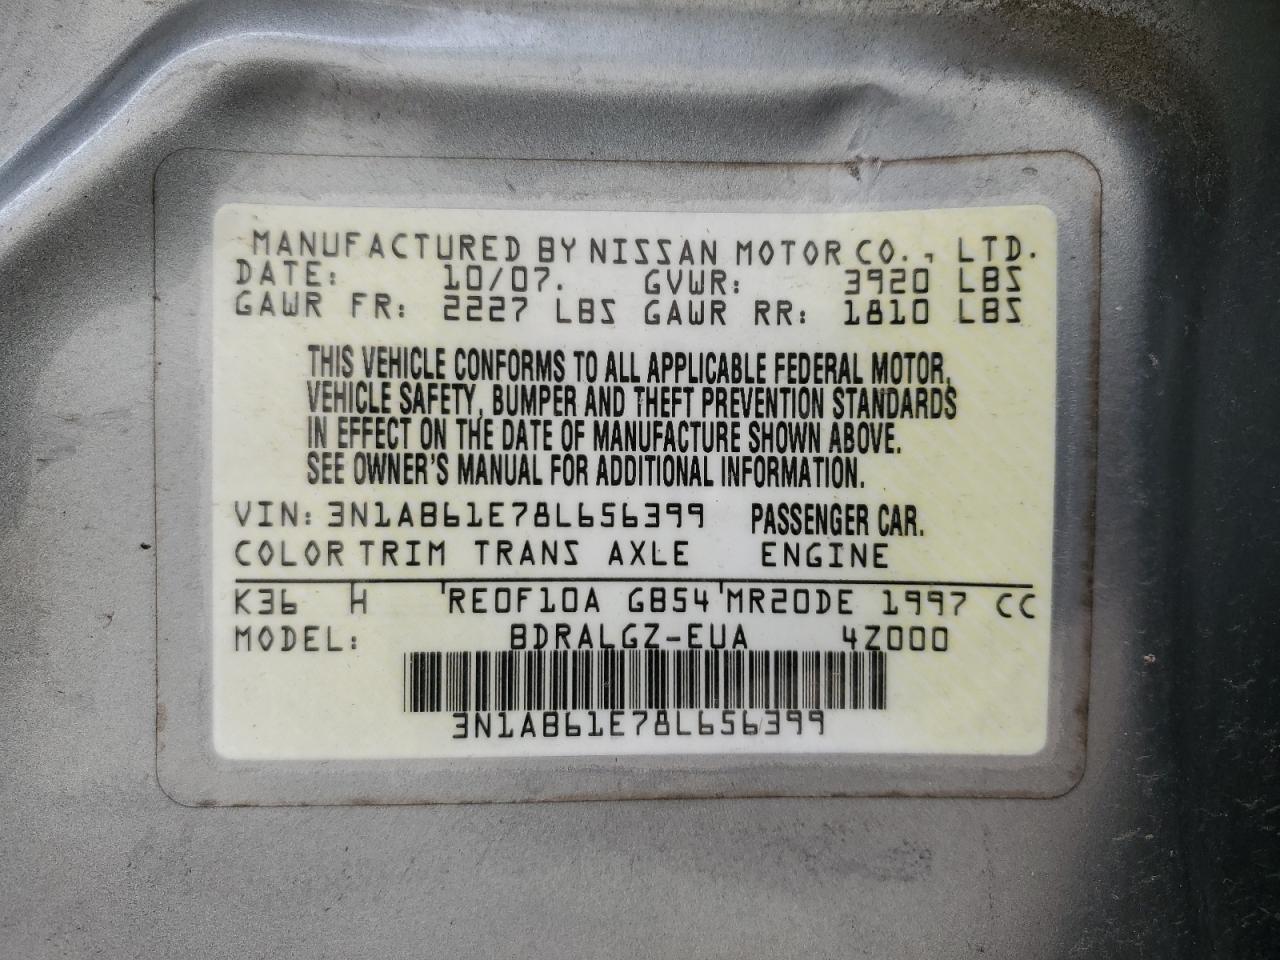 MANUFACTURED BY NISSAN MOTOR CO., LTD.
DATE: 10/07. GVWR: 3920 LBS
GAWR FR: 2227 LBS GAWR RR: 1810 LBS
THIS VEHICLE CONFORMS TO ALL APPLICABLE FEDERAL MOTOR,
VEHICLE SAFETY, BUMPER AND THEFT PREVENTION STANDARDS
IN EFFECT ON THE DATE OF MANUFACTURE SHOWN ABOVE.
SEE OWNER'S MANUAL FOR ADDITIONAL INFORMATION.
VIN: 3N1AB61E78L656399 PASSENGER CAR.
COLOR TRIM TRANS AXLE ENGINE
K36 H 'RE0F10A GB54 'MR20DE 1997 CC
MODEL: BDRALGZ-EUA 4Z000
3N1AB61E78L656399